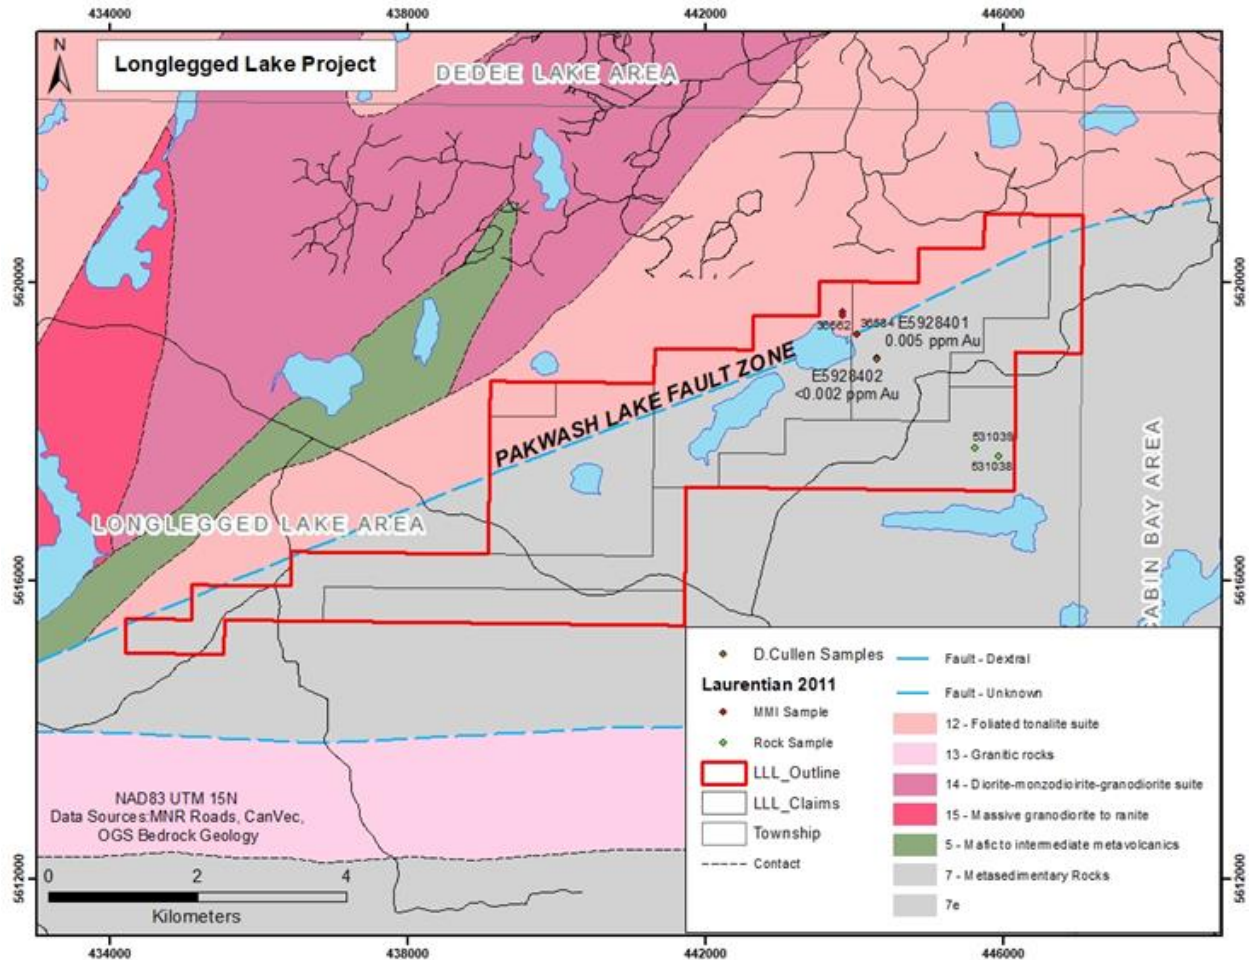 434000
438000
442000
446000
N
Longlegged Lake Project
DEDEE LAKE AREA
5620000
5620000
36662
36584
E5928401
0.005 ppm Au
E5928402
<0.002 ppm Au
PAKWASH LAKE FAULT ZONE
531039
531038
LONGLEGGED LAKE AREA
CABIN BAY AREA
5616000
5616000
D.Cullen Samples
Laurentian 2011
MMI Sample
Rock Sample
LLL_Outline
LLL_Claims
Township
Contact
Fault - Dextral
Fault - Unknown
12 - Foliated tonalite suite
13 - Granitic rocks
14 - Diorite-monzodioirite-granodiorite suite
15 - Massive granodiorite to ranite
5 - Mafic to intermediate metavolcanics
7 - Metasedimentary Rocks
7e
NAD83 UTM 15N
Data Sources:MNR Roads, CanVec,
OGS Bedrock Geology
5612000
5612000
0 2 4
Kilometers
434000
438000
442000
446000